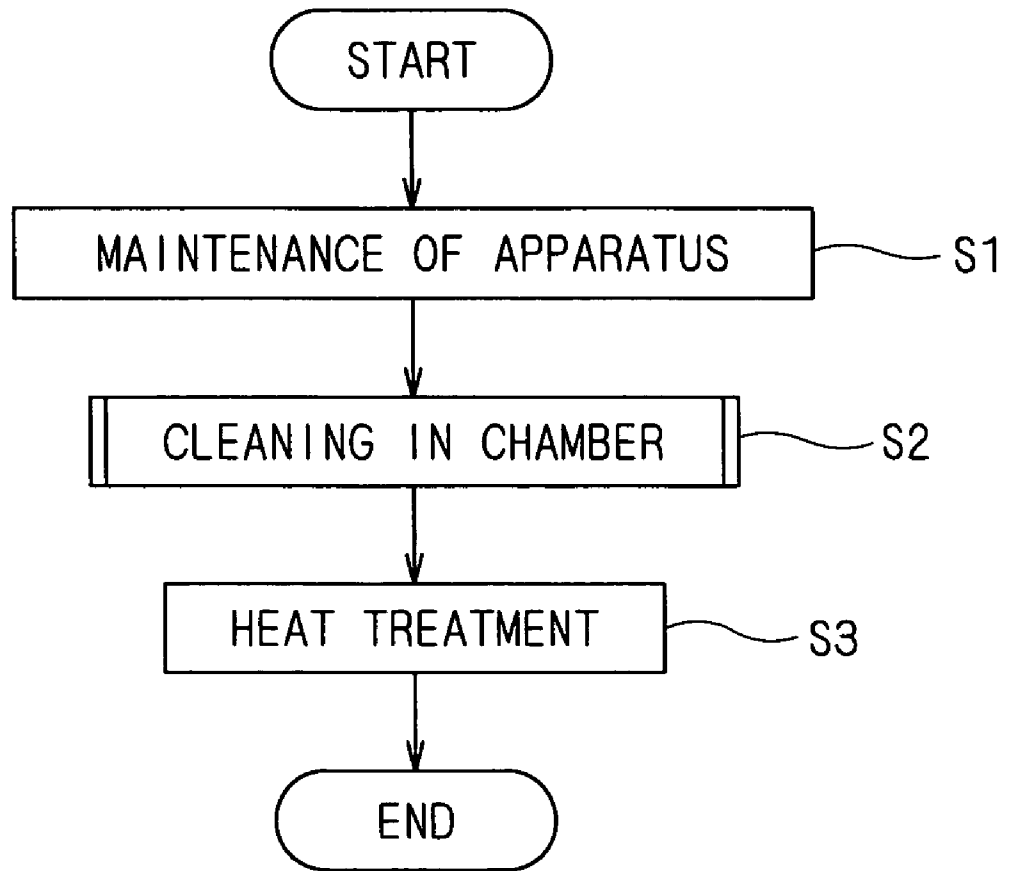 START
MAINTENANCE OF APPARATUS
S1
CLEANING IN CHAMBER
S2
HEAT TREATMENT
S3
END